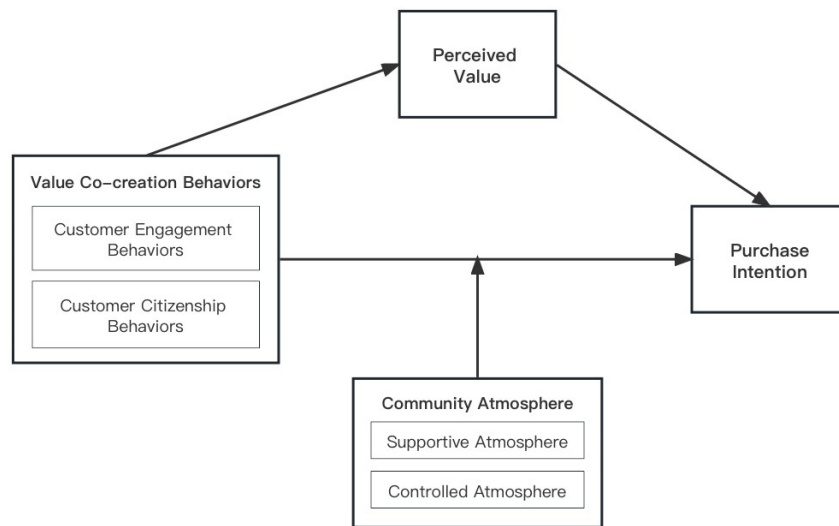 Perceived
Value
Value Co-creation Behaviors
Customer Engagement
Behaviors
Customer Citizenship
Behaviors
Purchase
Intention
Community Atmosphere
Supportive Atmosphere
Controlled Atmosphere